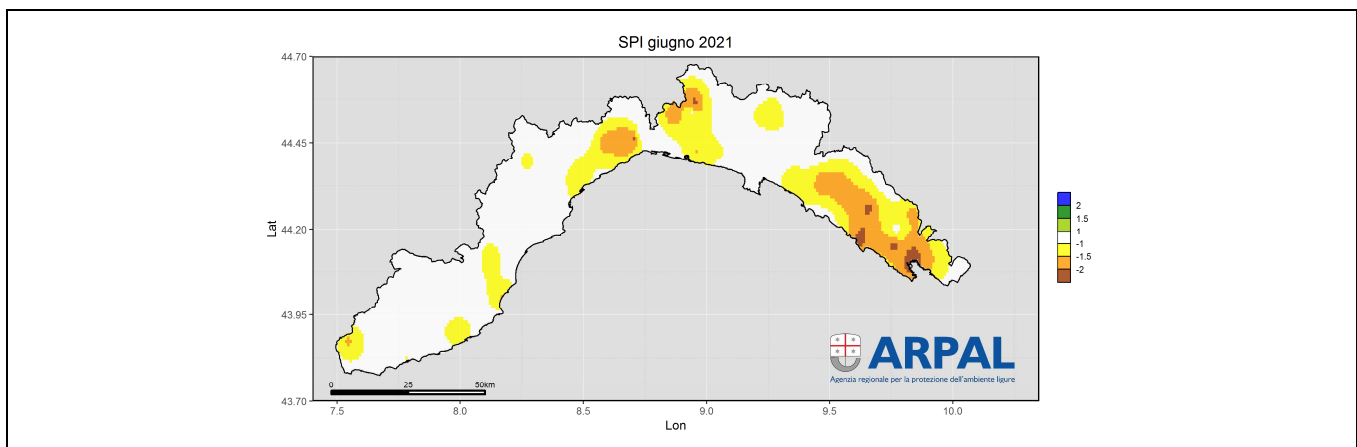 SPI giugno 2021
44.70
44.45
44.20
43.95
43.70
Lat
7.5 8.0 8.5 9.0 9.5 10.0
Lon
0 25 50km
2
1.5
1
-1
-1.5
-2
ARPAL
Agenzia regionale per la protezione dell'ambiente ligure